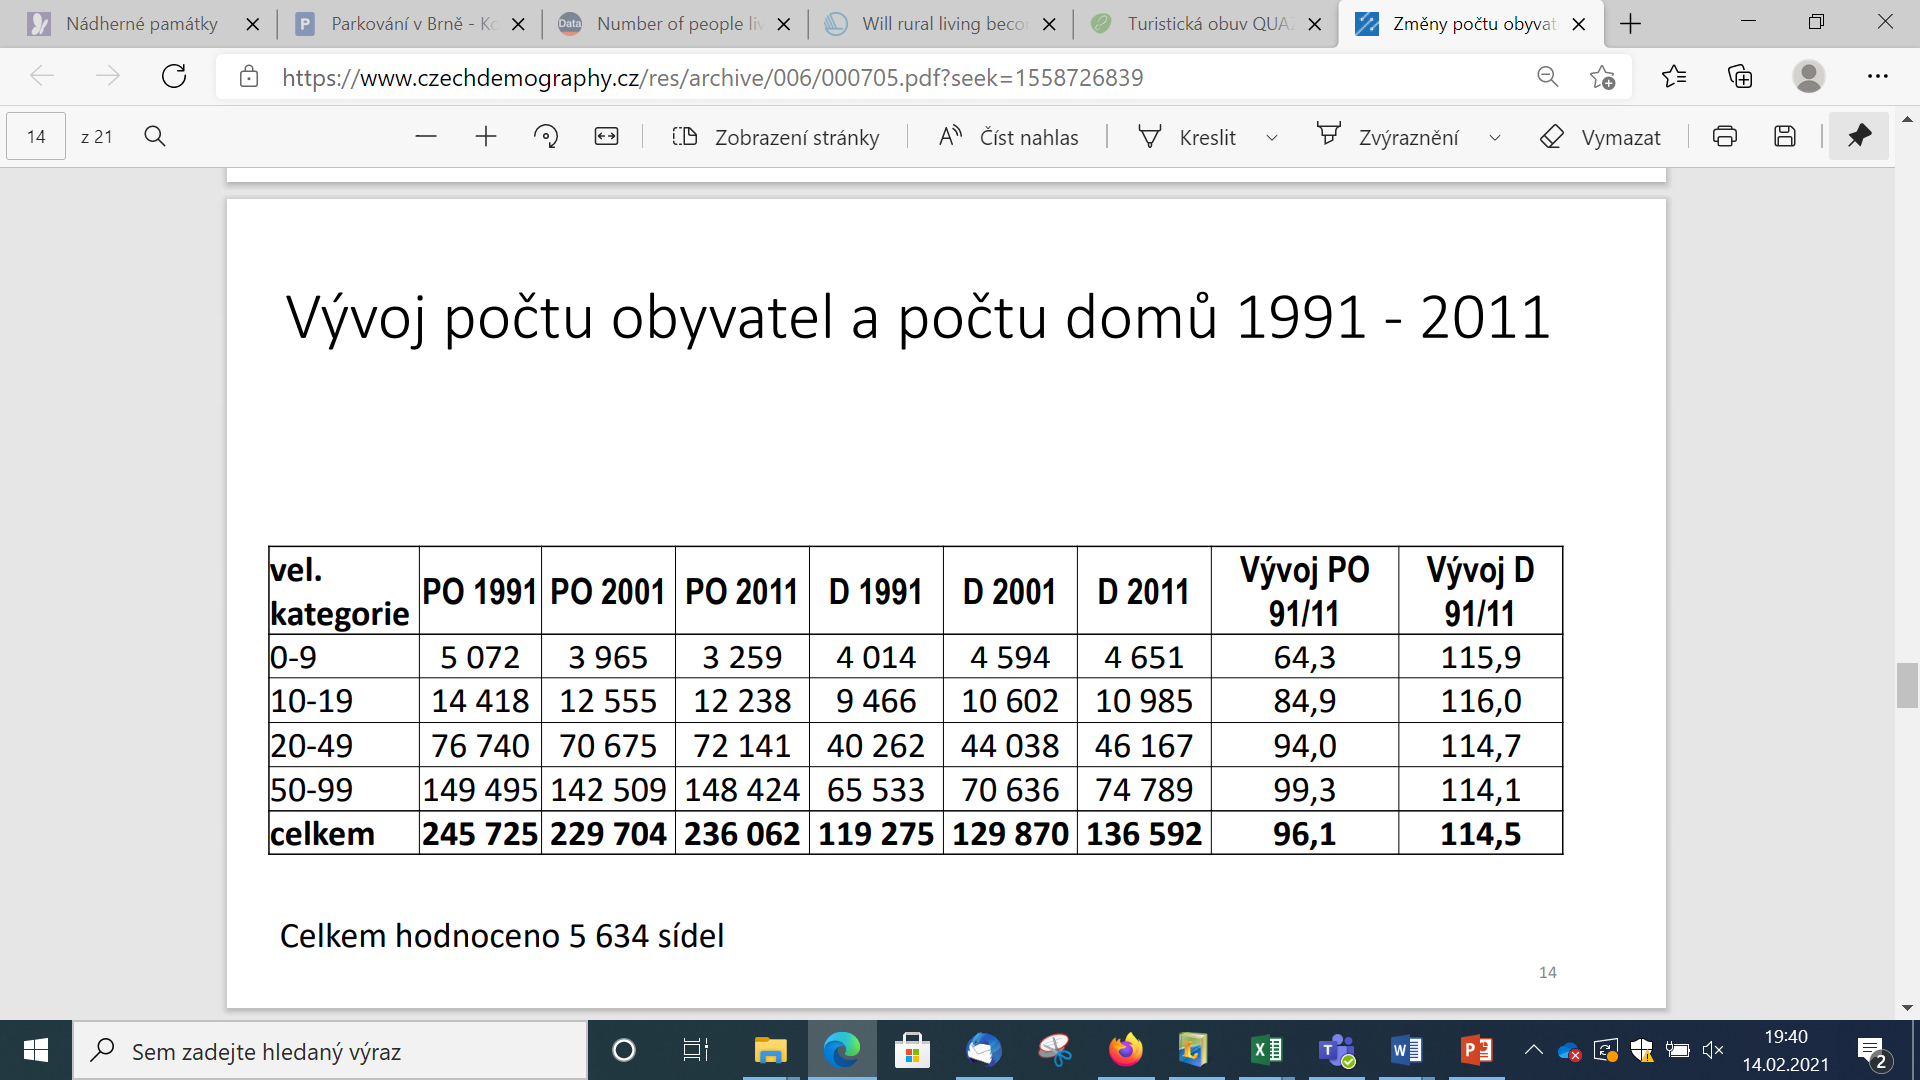 Nádherné památky
Parkování v Brně - Ko
Number of people liv
Will rural living becor
Turistická obuv QUAZ
Změny počtu obyvate
https://www.czechdemography.cz/res/archive/006/000705.pdf?seek=1558726839
14 z 21 Zobrazení stránky Číst nahlas Kreslit Zvýraznění Vymazat
Vývoj počtu obyvatel a počtu domů 1991 - 2011
vel. kategorie PO 1991 PO 2001 PO 2011 D 1991 D 2001 D 2011 Vývoj PO 91/11 Vývoj D 91/11
0-9 5 072 3 965 3 259 4 014 4 594 4 651 64,3 115,9
10-19 14 418 12 555 12 238 9 466 10 602 10 985 84,9 116,0
20-49 76 740 70 675 72 141 40 262 44 038 46 167 94,0 114,7
50-99 149 495 142 509 148 424 65 533 70 636 74 789 99,3 114,1
celkem 245 725 229 704 236 062 119 275 129 870 136 592 96,1 114,5
Celkem hodnoceno 5 634 sídel
14
Sem zadejte hledaný výraz
19:40
14.02.2021
2